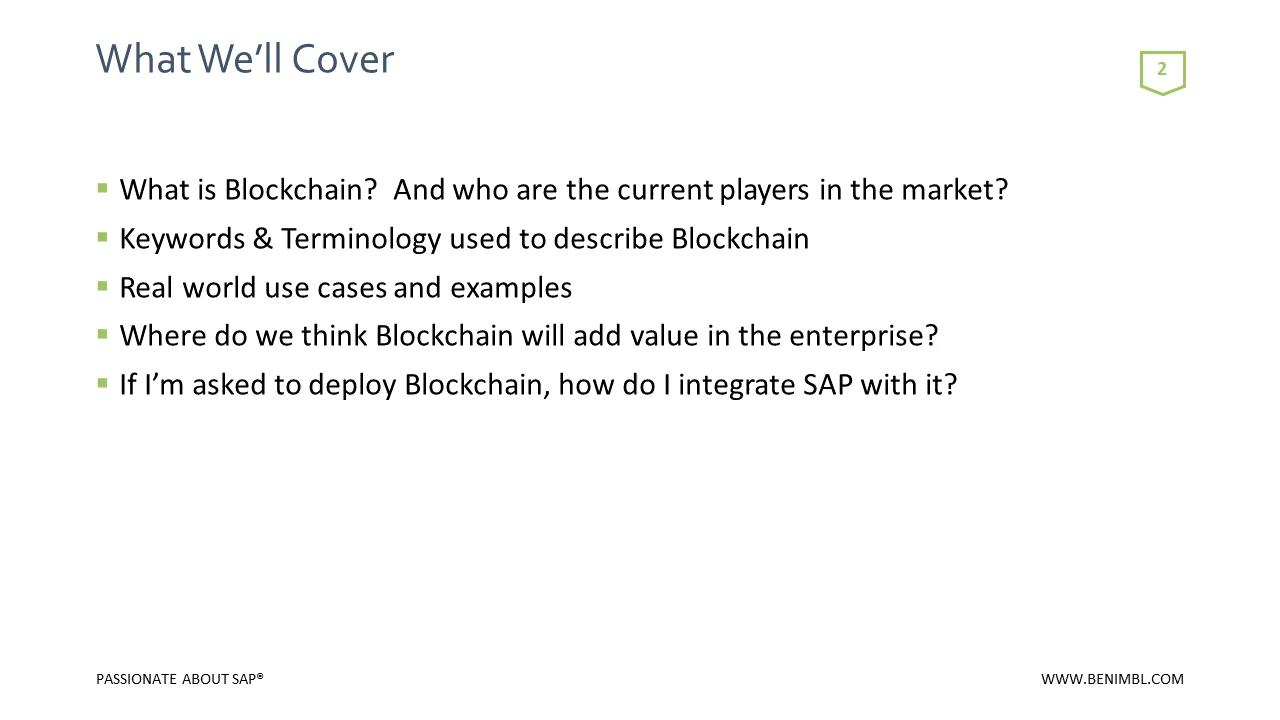 What We’ll Cover
2
▪ What is Blockchain?  And who are the current players in the market?
▪ Keywords & Terminology used to describe Blockchain
▪ Real world use cases and examples
▪ Where do we think Blockchain will add value in the enterprise?
▪ If I’m asked to deploy Blockchain, how do I integrate SAP with it?
PASSIONATE ABOUT SAP®
WWW.BENIMBL.COM